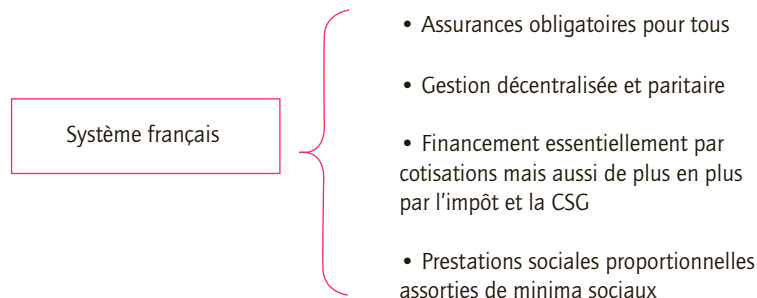 Système français
• Assurances obligatoires pour tous
• Gestion décentralisée et paritaire
• Financement essentiellement par
cotisations mais aussi de plus en plus
par l'impôt et la CSG
• Prestations sociales proportionnelles
assorties de minima sociaux